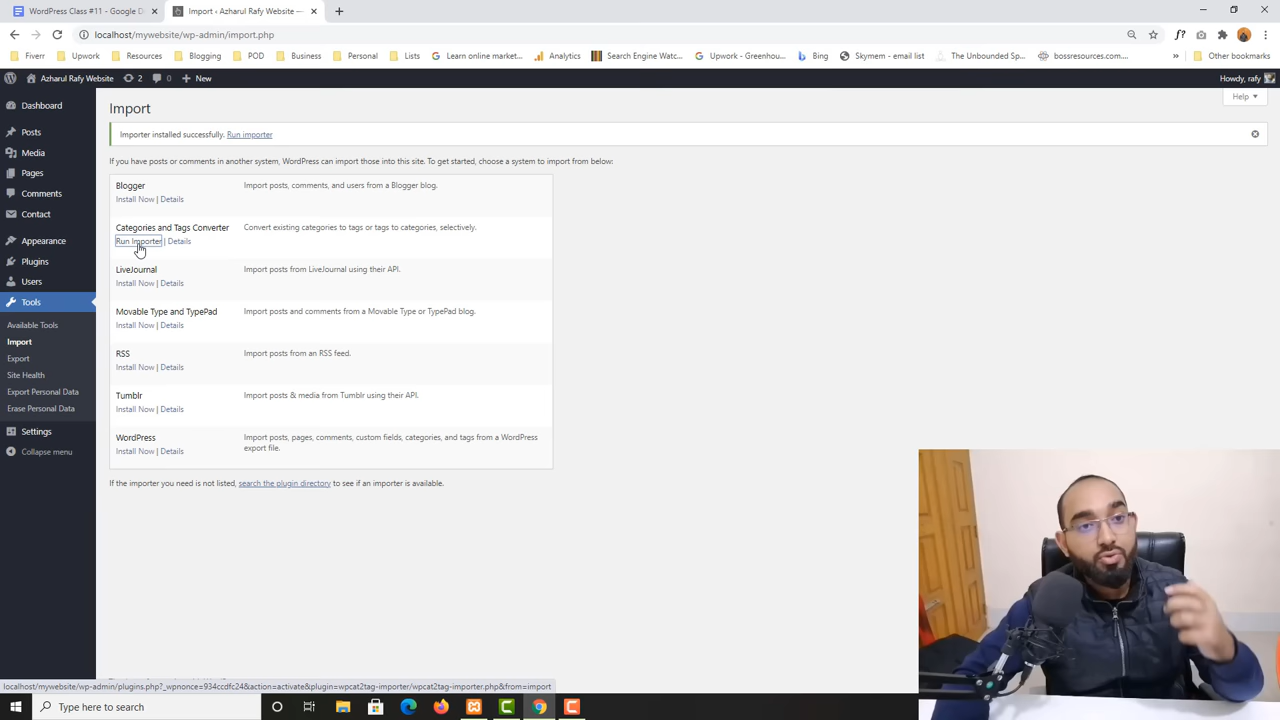 WordPress Class #11 - Google D
Import ‹ Azharul Rafy Website —
localhost/mywebsite/wp-admin/import.php
Fiverr
Upwork
Resources
Blogging
POD
Business
Personal
Lists
Learn online market...
Analytics
Search Engine Watc...
Upwork - Greenhou...
Bing
Skymem - email list
The Unbounded Sp...
bossresources.com...
»
Other bookmarks
Azharul Rafy Website
2
0
New
Howdy, rafy
Dashboard
Posts
Media
Pages
Comments
Contact
Appearance
Plugins
Users
Tools
Available Tools
Import
Export
Site Health
Export Personal Data
Erase Personal Data
Settings
Collapse menu
Import
Help
Importer installed successfully. Run importer
If you have posts or comments in another system, WordPress can import those into this site. To get started, choose a system to import from below:
Blogger
Import posts, comments, and users from a Blogger blog.
Install Now | Details
Categories and Tags Converter
Convert existing categories to tags or tags to categories, selectively.
Run Importer | Details
LiveJournal
Import posts from LiveJournal using their API.
Install Now | Details
Movable Type and TypePad
Import posts and comments from a Movable Type or TypePad blog.
Install Now | Details
RSS
Import posts from an RSS feed.
Install Now | Details
Tumblr
Import posts & media from Tumblr using their API.
Install Now | Details
WordPress
Import posts, pages, comments, custom fields, categories, and tags from a WordPress
export file.
Install Now | Details
If the importer you need is not listed, search the plugin directory to see if an importer is available.
localhost/mywebsite/wp-admin/plugins.php?_wpnonce=934ccdfc24&action=activate&plugin=wpcat2tag-importer/wpcat2tag-importer.php&from=import
Type here to search